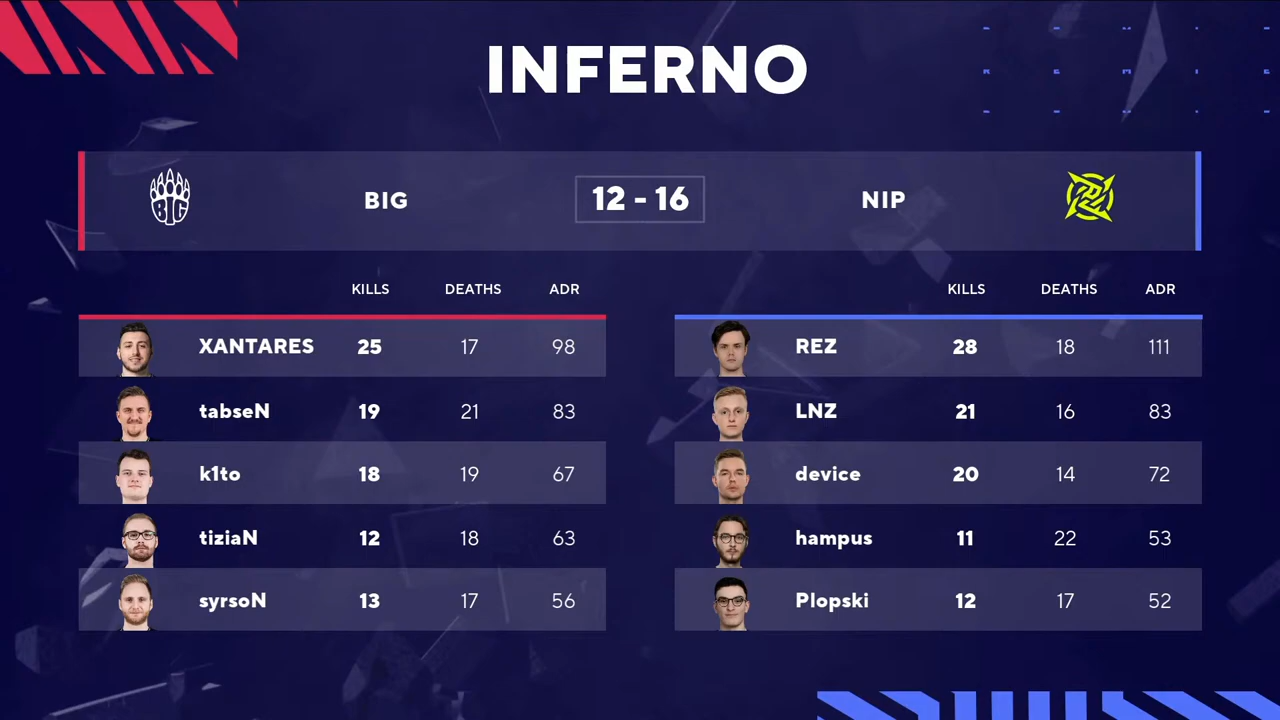 INFERNO
BIG BIG 12 - 16 NIP
KILLS DEATHS ADR
XANTARES 25 17 98
tabseN 19 21 83
k1to 18 19 67
tiziaN 12 18 63
syrsoN 13 17 56
KILLS DEATHS ADR
REZ 28 18 111
LNZ 21 16 83
device 20 14 72
hampus 11 22 53
Plopski 12 17 52